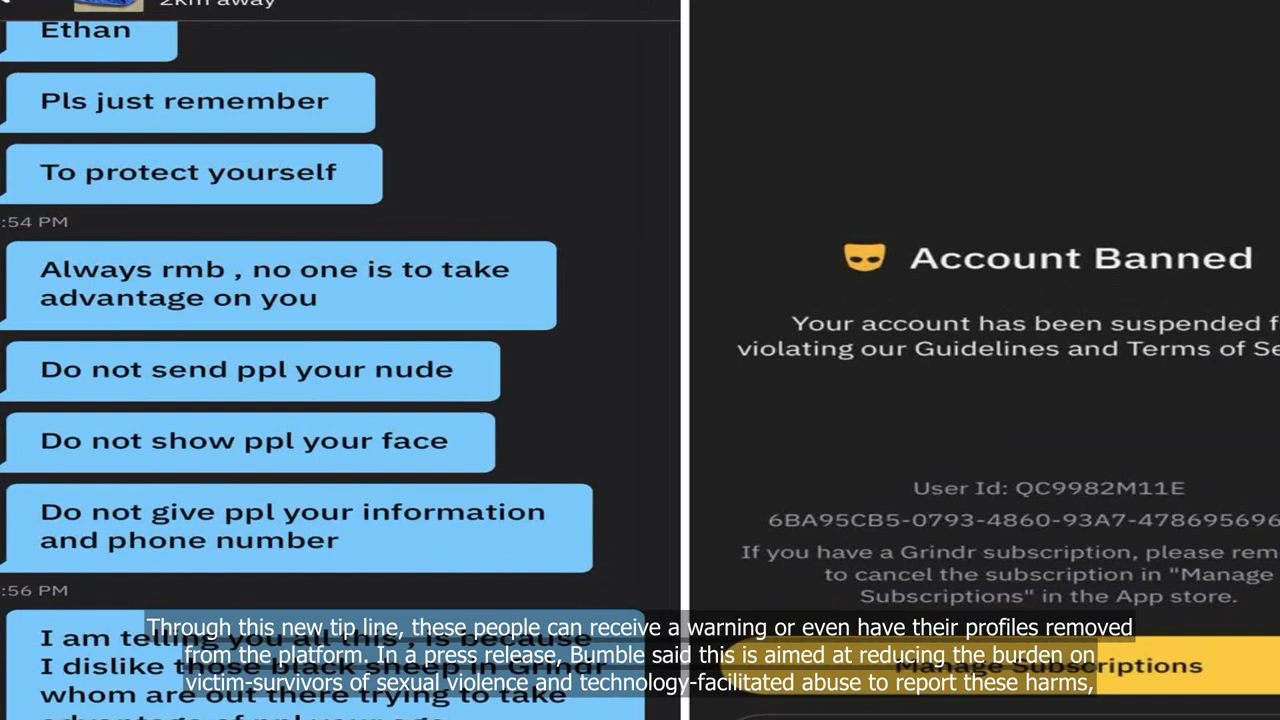 2km away
Ethan
Pls just remember
To protect yourself
:54 PM
Always rmb , no one is to take
advantage on you
Do not send ppl your nude
Do not show ppl your face
Do not give ppl your information
and phone number
:56 PM
I am telling you all this , is because
I dislike those black sheep in Grindr
whom are out there trying to take
advantage of ppl your age
Account Banned
Your account has been suspended f
violating our Guidelines and Terms of Se
User Id: QC9982M11E
6BA95CB5-0793-4860-93A7-478695696
If you have a Grindr subscription, please rem
to cancel the subscription in "Manage
Subscriptions" in the App store.
Manage Subscriptions
Through this new tip line, these people can receive a warning or even have their profiles removed
from the platform. In a press release, Bumble said this is aimed at reducing the burden on
victim-survivors of sexual violence and technology-facilitated abuse to report these harms,